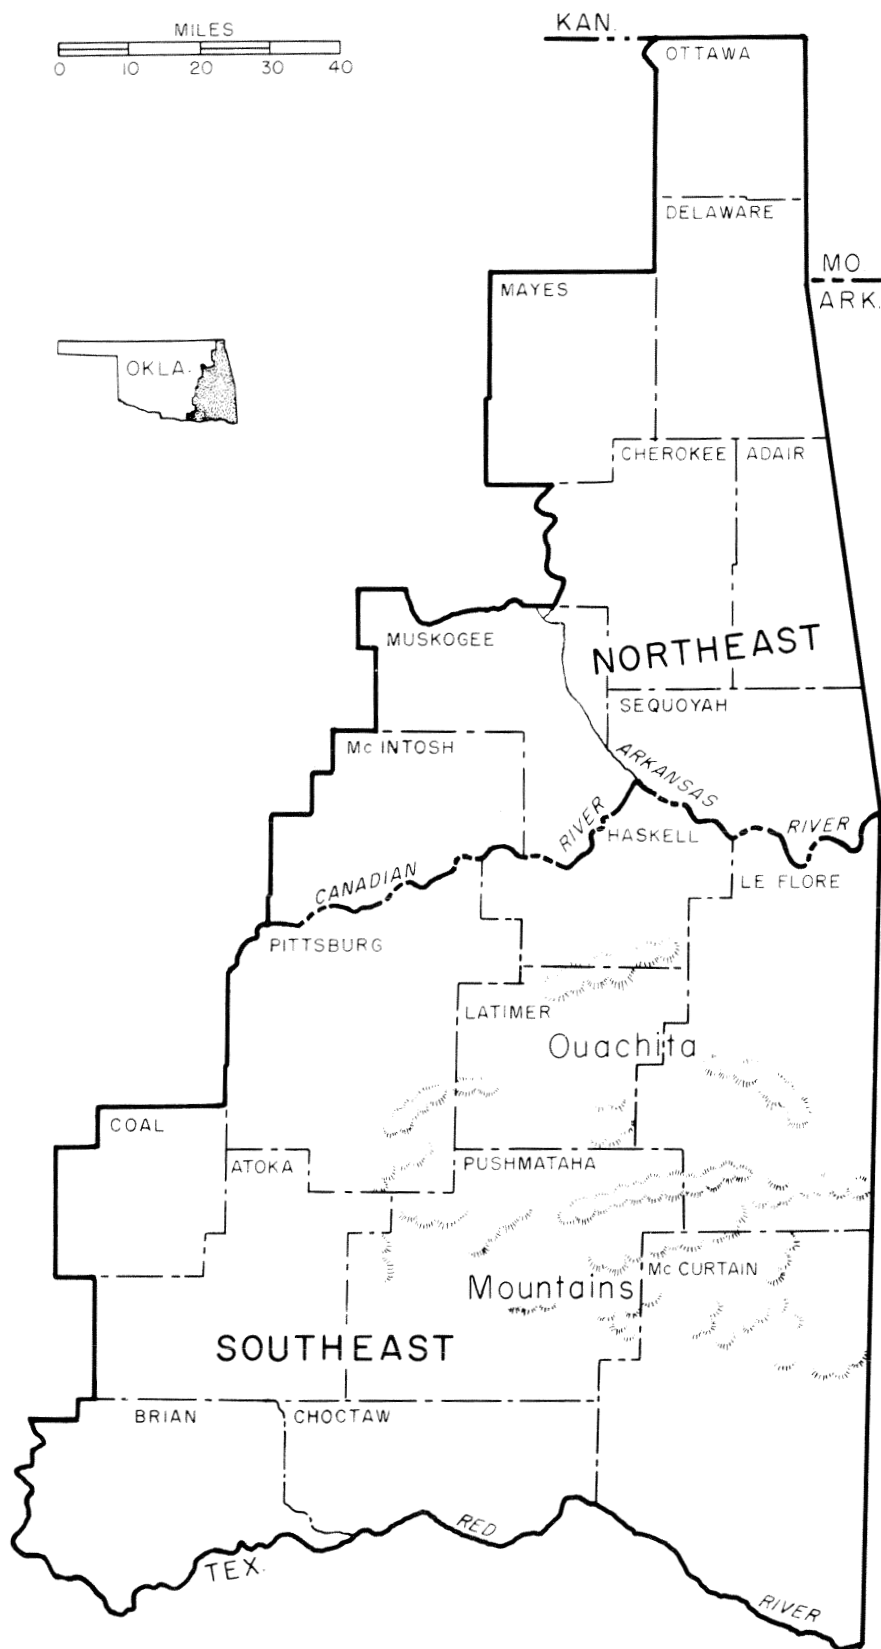 MILES
0 10 20 30 40
KAN.
OTTAWA
DELAWARE
MO
ARK.
MAYES
OKLA.
CHEROKEE
ADAIR
MUSKOGEE
NORTHEAST
SEQUOYAH
Mc INTOSH
ARKANSAS
RIVER
CANADIAN
RIVER
HASKELL
LE FLORE
PITTSBURG
LATIMER
Ouachita
COAL
ATOKA
PUSHMATAHA
Mc CURTAIN
Mountains
SOUTHEAST
BRIAN
CHOCTAW
RED
TEX.
RIVER